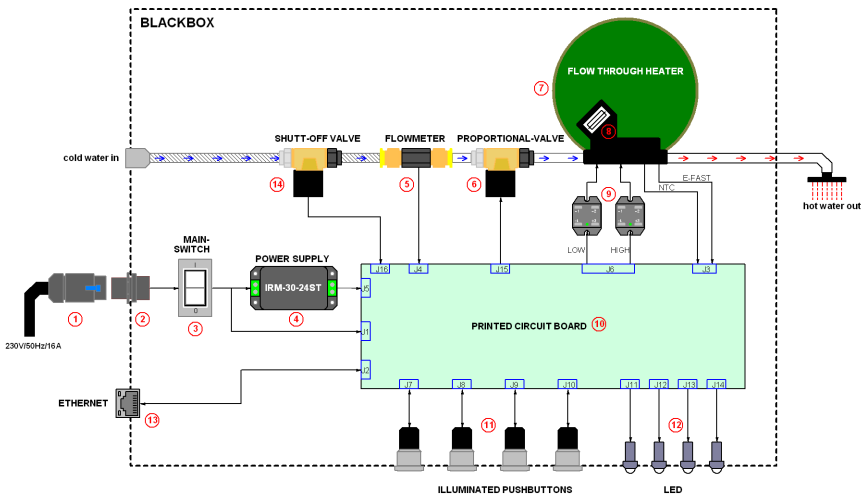 BLACKBOX
FLOW THROUGH HEATER
7
8
SHUTT-OFF VALVE
FLOWMETER
PROPORTIONAL-VALVE
cold water in
14
5
6
E-FAST
NTC
hot water out
9
LOW
HIGH
MAIN-
SWITCH
POWER SUPPLY
J16
J4
J15
J6
J3
I
IRM-30-24ST
J5
O
1
2
3
4
PRINTED CIRCUIT BOARD
10
J1
230V/50Hz/16A
J2
ETHERNET
J7
J8
J9
J10
J11
J12
J13
J14
13
11
12
ILLUMINATED PUSHBUTTONS
LED